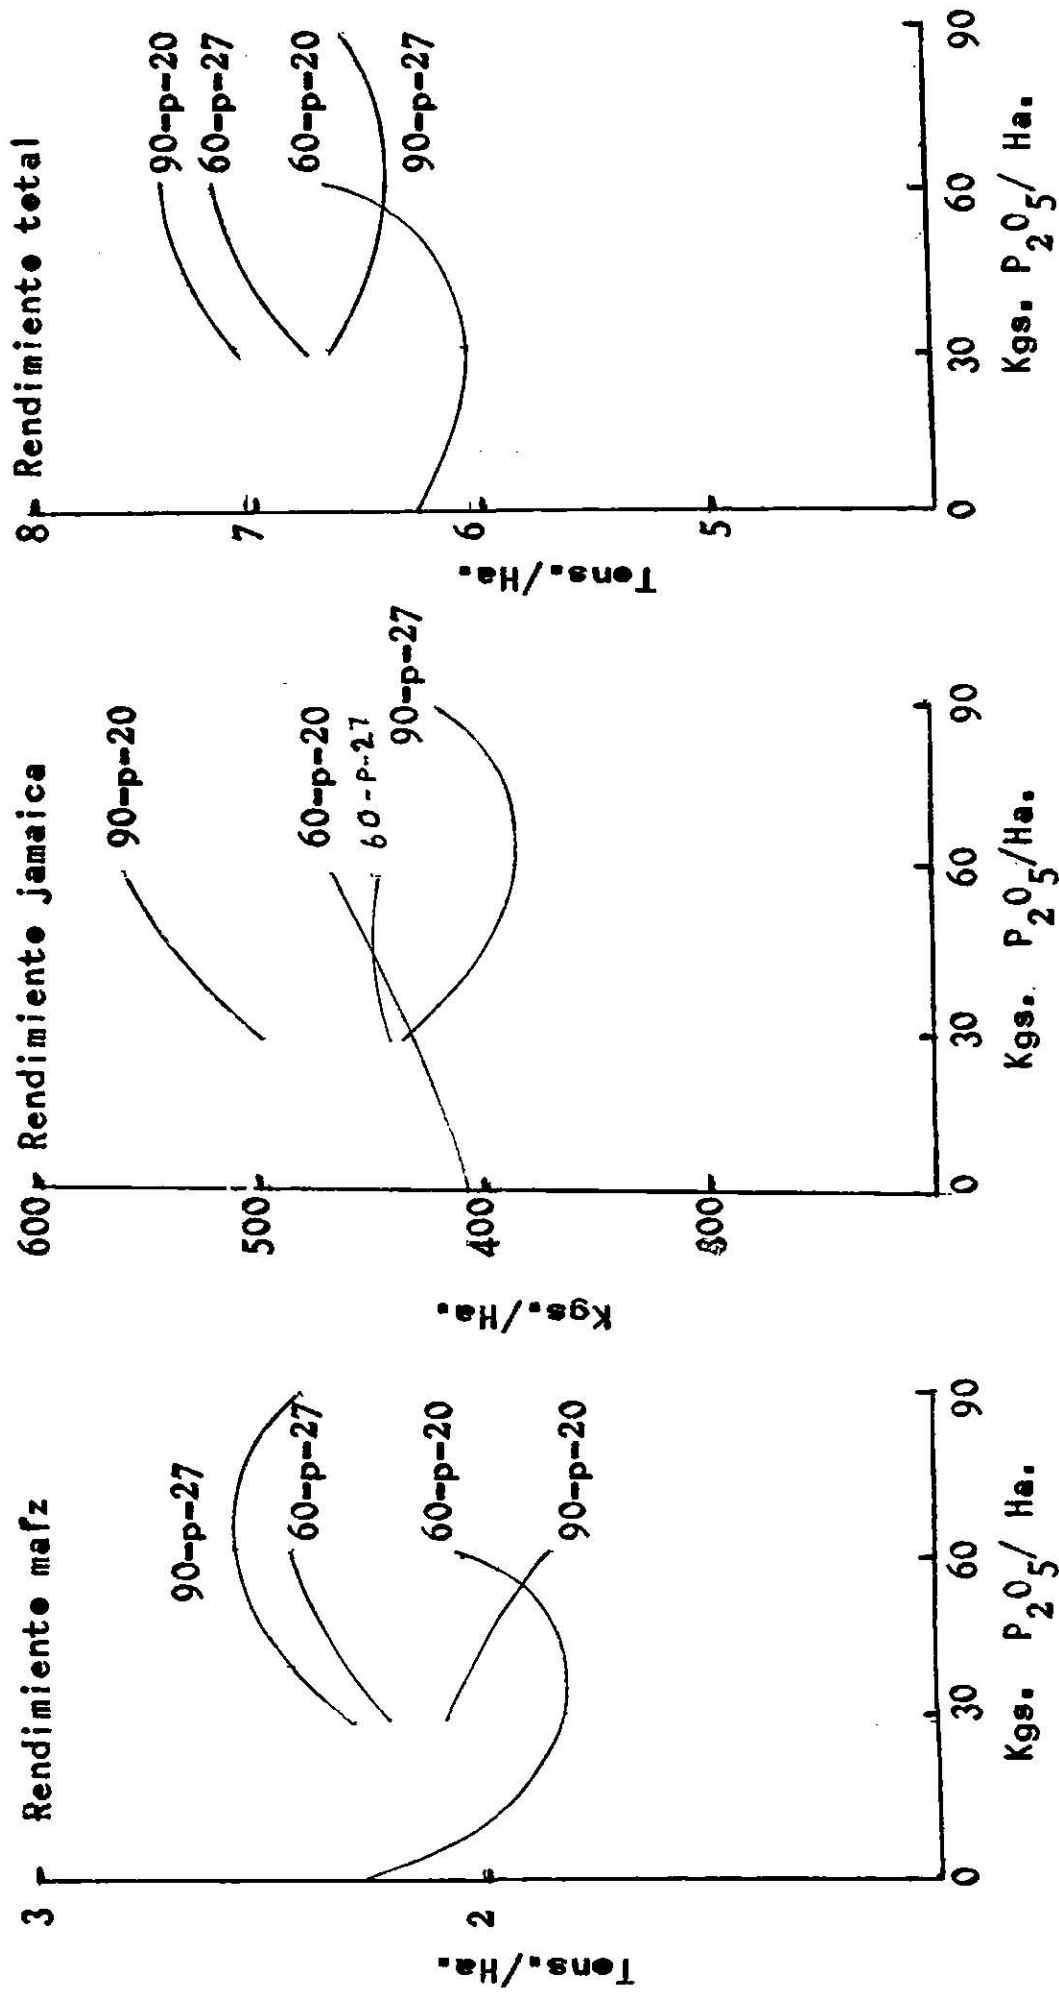 3 Rendimiento maíz
90-p-27
60-p-27
60-p-20
90-p-20
2
Tons./Ha.
0 30 60 90
Kgs. P2O5/ Ha.
600 Rendimiento jamaica
90-p-20
500
60-p-20
60-P-27
90-p-27
400
300
Kgs./Ha.
0 30 60 90
Kgs. P2O5/Ha.
8 Rendimiento total
90-p-20
60-p-27
7
60-p-20
90-p-27
6
5
Tons./Ha.
0 30 60 90
Kgs. P2O5/ Ha.